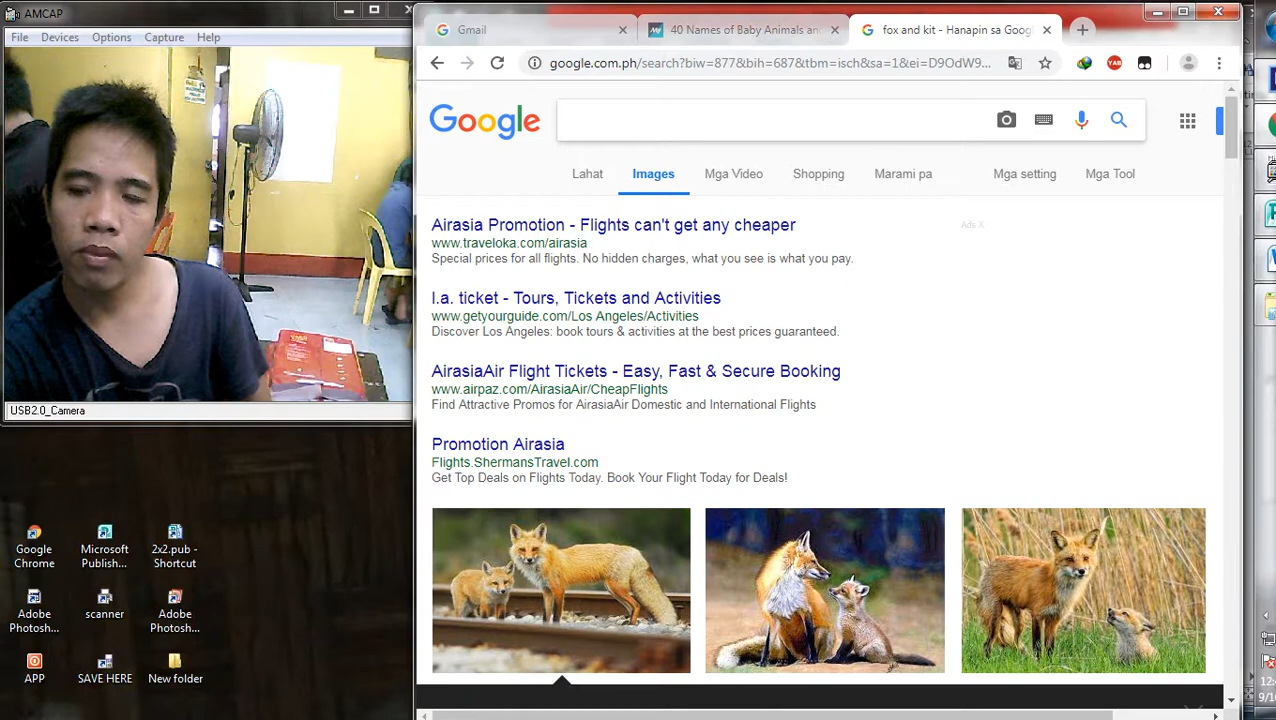 AMCAP
File Devices Options Capture Help
USB2.0_Camera
Google Chrome
Microsoft Publish...
2x2.pub - Shortcut
Adobe Photosh...
scanner
Adobe Photosh...
APP
SAVE HERE
New folder
Gmail
40 Names of Baby Animals and
fox and kit - Hanapin sa Goog
google.com.ph/search?biw=877&bih=687&tbm=isch&sa=1&ei=D9OdW9...
YAB
Google
Lahat Images Mga Video Shopping Marami pa Mga setting Mga Tool
Airasia Promotion - Flights can't get any cheaper
Ads X
www.traveloka.com/airasia
Special prices for all flights. No hidden charges, what you see is what you pay.
l.a. ticket - Tours, Tickets and Activities
www.getyourguide.com/Los Angeles/Activities
Discover Los Angeles: book tours & activities at the best prices guaranteed.
AirasiaAir Flight Tickets - Easy, Fast & Secure Booking
www.airpaz.com/AirasiaAir/CheapFlights
Find Attractive Promos for AirasiaAir Domestic and International Flights
Promotion Airasia
Flights.ShermansTravel.com
Get Top Deals on Flights Today. Book Your Flight Today for Deals!